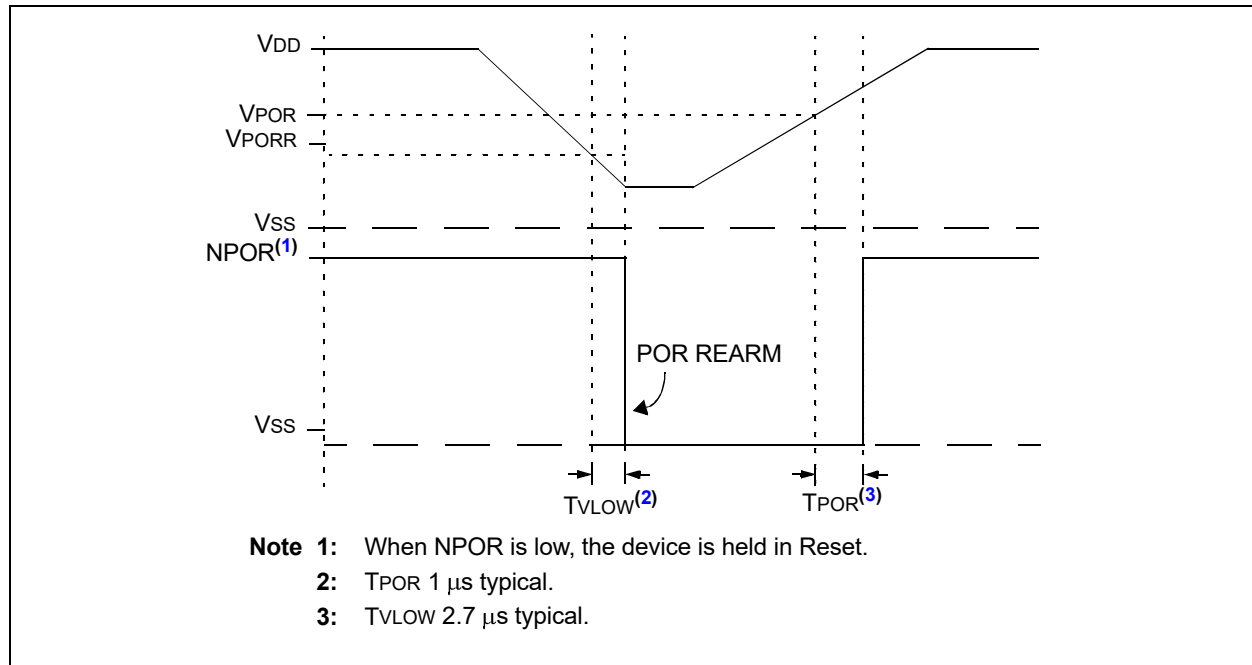 VDD
VPOR
VPORR
VSS
NPOR(1)
POR REARM
VSS
TVLOW(2)
TPOR(3)
Note 1: When NPOR is low, the device is held in Reset.
2: TPOR 1 μs typical.
3: TVLOW 2.7 μs typical.